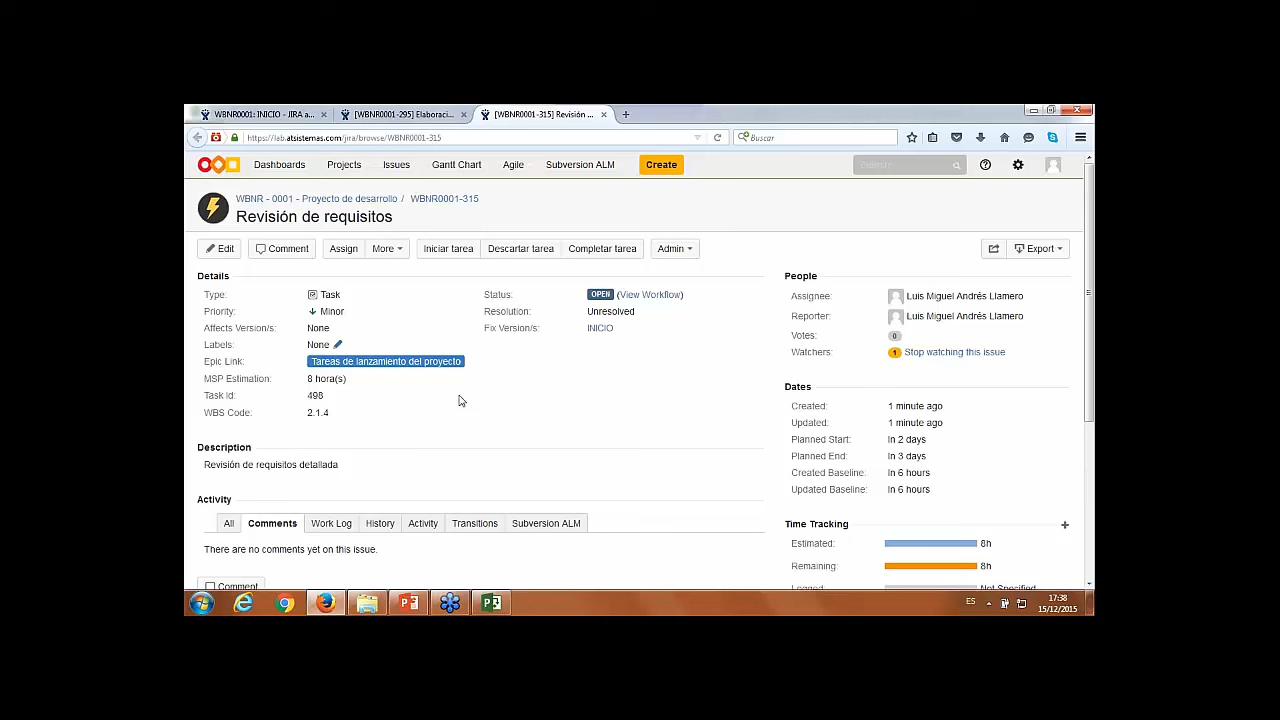 WBNR0001: INICIO - JIRA a... [WBNR0001-295] Elaboraci... [WBNR0001-315] Revisión ...
https://lab.atsistemas.com/jira/browse/WBNR0001-315 Buscar
Dashboards Projects Issues Gantt Chart Agile Subversion ALM Create
WBNR - 0001 - Proyecto de desarrollo / WBNR0001-315
Revisión de requisitos
Edit Comment Assign More Iniciar tarea Descartar tarea Completar tarea Admin Export
Details
Type: Task
Priority: Minor
Affects Version/s: None
Labels: None
Epic Link: Tareas de lanzamiento del proyecto
MSP Estimation: 8 hora(s)
Task Id: 498
WBS Code: 2.1.4
Status: OPEN (View Workflow)
Resolution: Unresolved
Fix Version/s: INICIO
Description
Revisión de requisitos detallada
Activity
All Comments Work Log History Activity Transitions Subversion ALM
There are no comments yet on this issue.
Comment
People
Assignee: Luis Miguel Andrés Llamero
Reporter: Luis Miguel Andrés Llamero
Votes: 0
Watchers: 1 Stop watching this issue
Dates
Created: 1 minute ago
Updated: 1 minute ago
Planned Start: In 2 days
Planned End: In 3 days
Created Baseline: In 6 hours
Updated Baseline: In 6 hours
Time Tracking
Estimated: 8h
Remaining: 8h
Logged: Not Specified
ES 17:38
15/12/2015